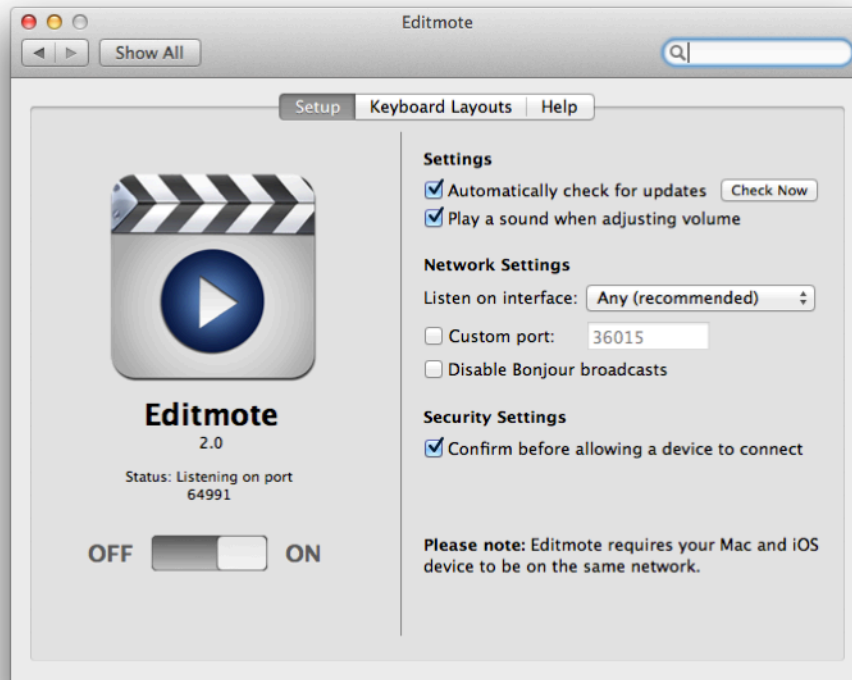 Editmote
Show All
Setup
Keyboard Layouts
Help
Editmote
2.0
Status: Listening on port
64991
OFF
ON
Settings
Automatically check for updates
Check Now
Play a sound when adjusting volume
Network Settings
Listen on interface:
Any (recommended)
Custom port:
36015
Disable Bonjour broadcasts
Security Settings
Confirm before allowing a device to connect
Please note: Editmote requires your Mac and iOS
device to be on the same network.